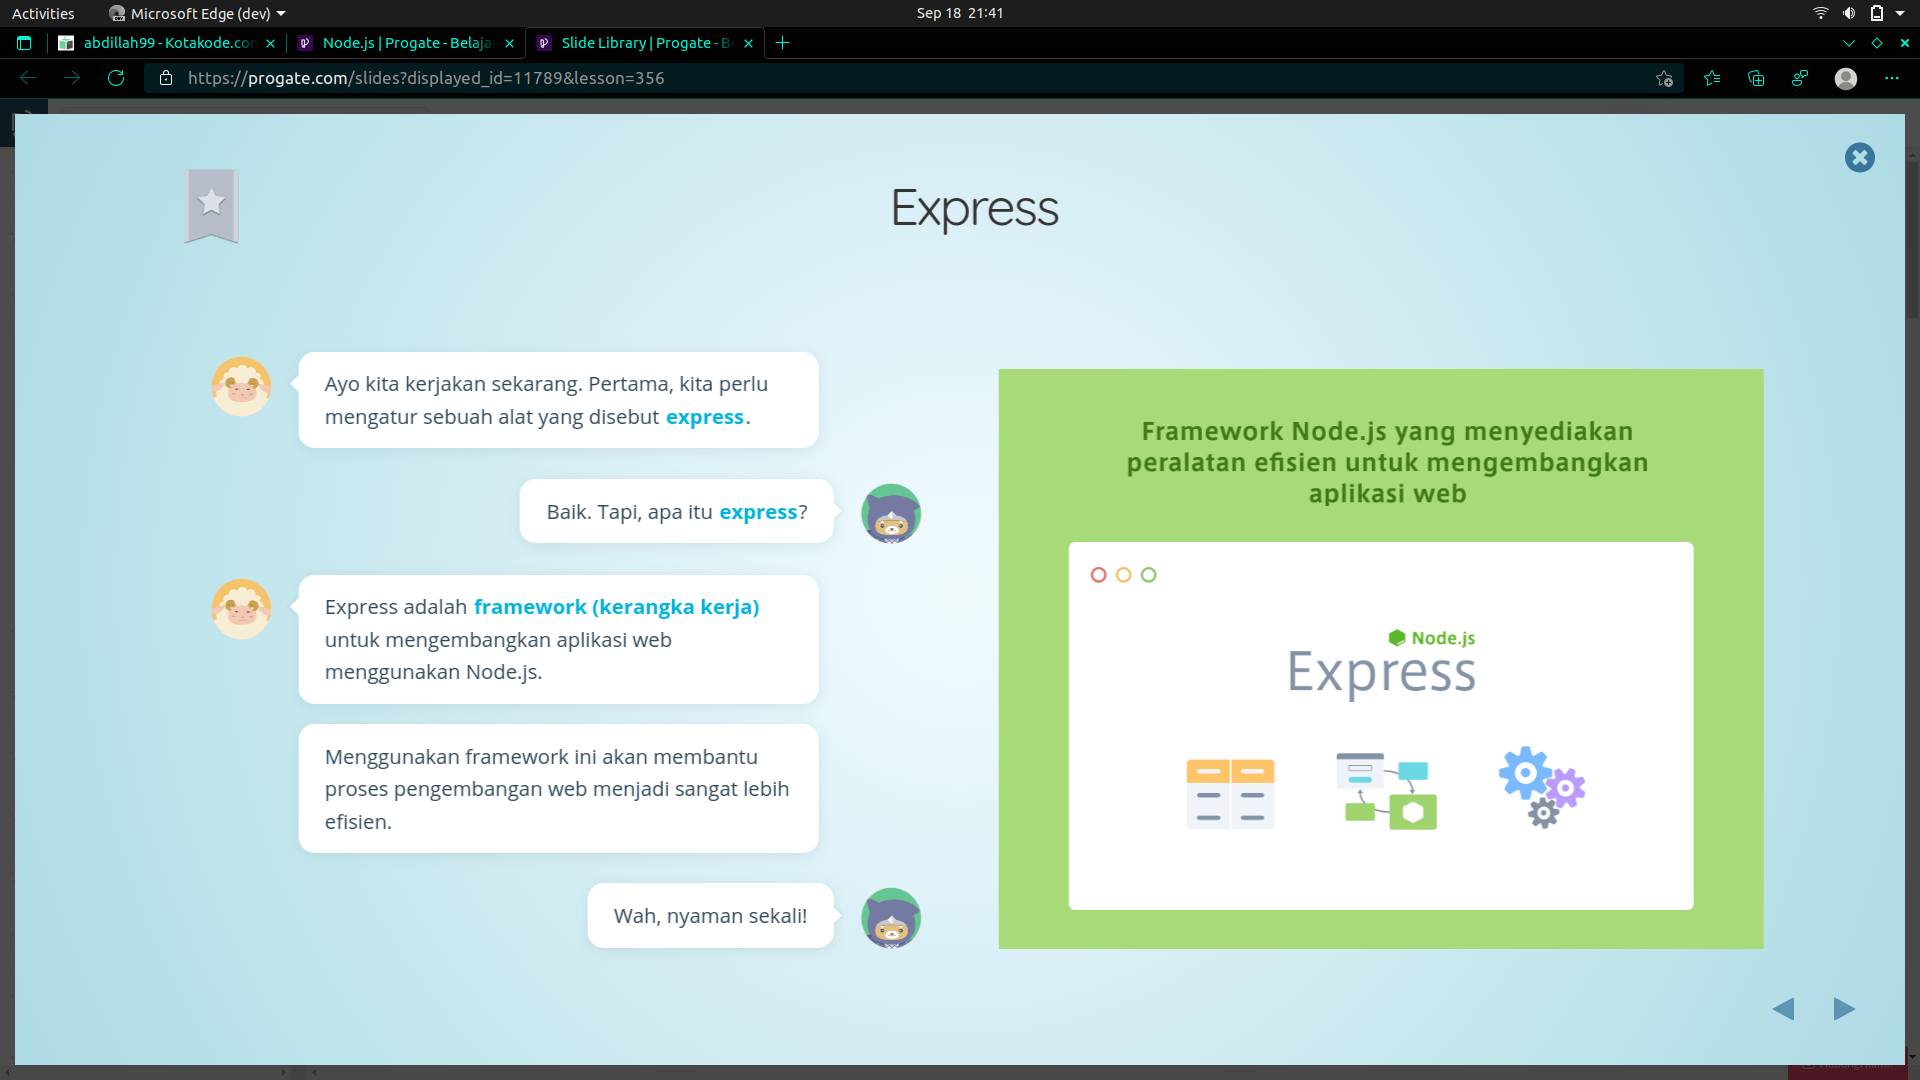 Activities
Microsoft Edge (dev)
Sep 18 21:41
abdillah99 - Kotakode.com
Node.js | Progate - Belaja
Slide Library | Progate - B
https://progate.com/slides?displayed_id=11789&lesson=356
Express
Ayo kita kerjakan sekarang. Pertama, kita perlu
mengatur sebuah alat yang disebut express.
Baik. Tapi, apa itu express?
Express adalah framework (kerangka kerja)
untuk mengembangkan aplikasi web
menggunakan Node.js.
Menggunakan framework ini akan membantu
proses pengembangan web menjadi sangat lebih
efisien.
Wah, nyaman sekali!
Framework Node.js yang menyediakan
peralatan efisien untuk mengembangkan
aplikasi web
Node.js
Express